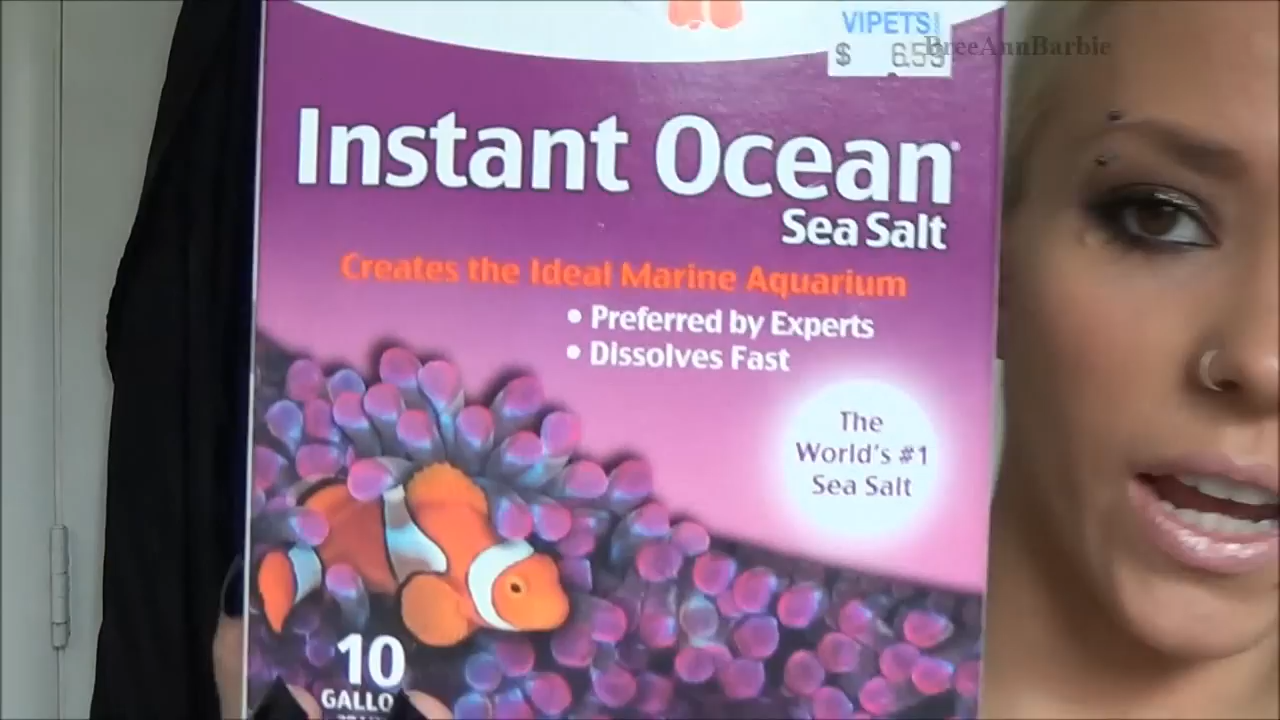 VIPETS!
$ 6.59
BreeAnnBarbie
Instant Ocean®
Sea Salt
Creates the Ideal Marine Aquarium
• Preferred by Experts
• Dissolves Fast
The
World's #1
Sea Salt
10
GALLO